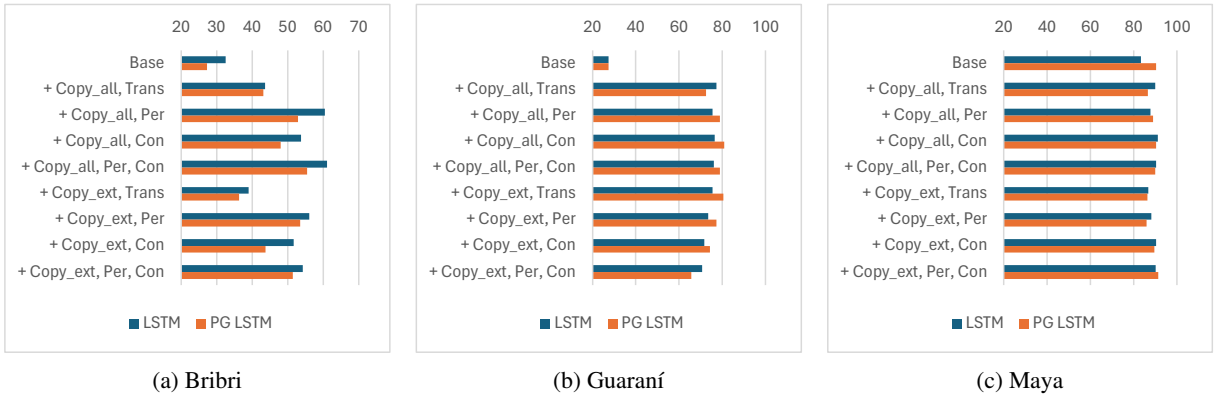 20 30 40 50 60 70
Base
+ Copy_all, Trans
+ Copy_all, Per
+ Copy_all, Con
+ Copy_all, Per, Con
+ Copy_ext, Trans
+ Copy_ext, Per
+ Copy_ext, Con
+ Copy_ext, Per, Con
LSTM PG LSTM
(a) Bribri
20 40 60 80 100
Base
+ Copy_all, Trans
+ Copy_all, Per
+ Copy_all, Con
+ Copy_all, Per, Con
+ Copy_ext, Trans
+ Copy_ext, Per
+ Copy_ext, Con
+ Copy_ext, Per, Con
LSTM PG LSTM
(b) Guaraní
20 40 60 80 100
Base
+ Copy_all, Trans
+ Copy_all, Per
+ Copy_all, Con
+ Copy_all, Per, Con
+ Copy_ext, Trans
+ Copy_ext, Per
+ Copy_ext, Con
+ Copy_ext, Per, Con
LSTM PG LSTM
(c) Maya